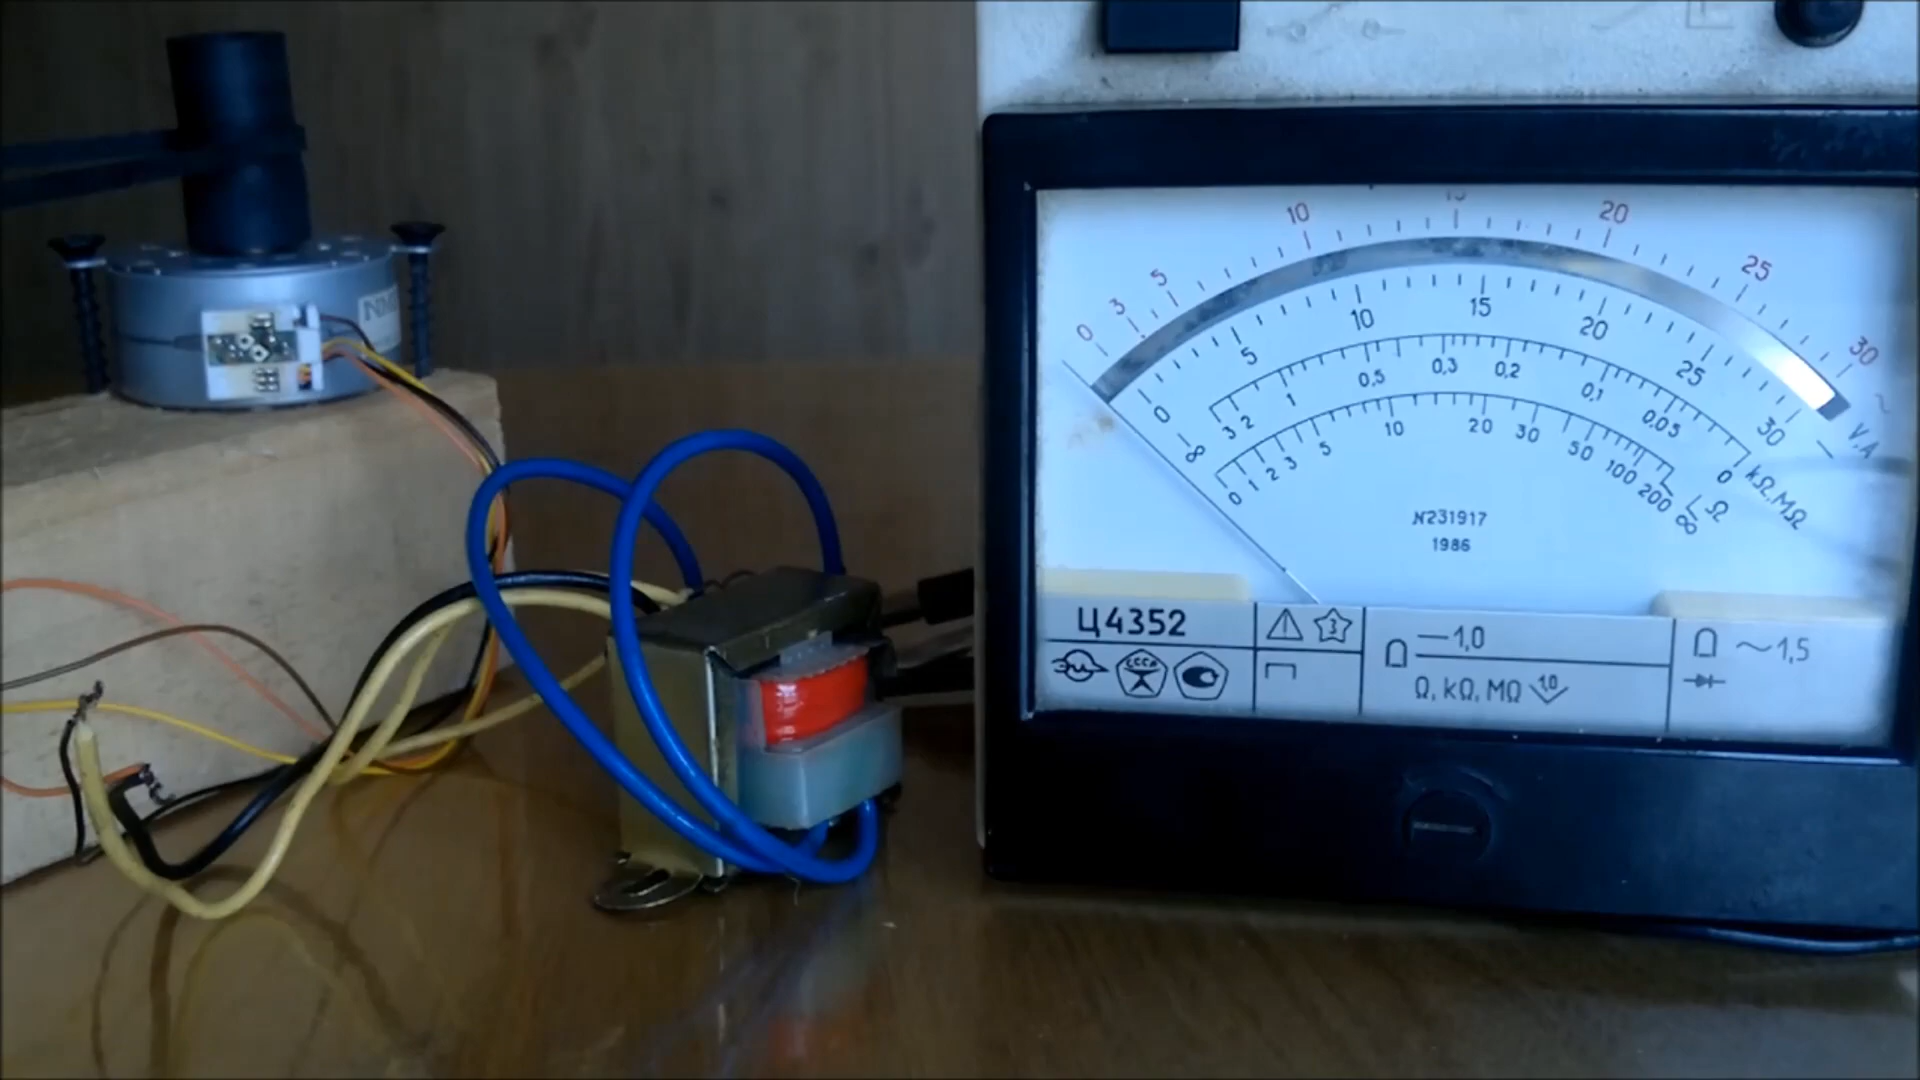 NM
0 3 5 10 15 20 25 30 ~
0 5 10 15 20 25 30 V.A
∞ 3 2 1 0,5 0,3 0,2 0,1 0,05 0 kΩ,MΩ
0 1 2 3 5 10 20 30 50 100 200 ∞ Ω
№231917
1986
Ц4352
3
—1,0
~1,5
СССР
Ω, kΩ, MΩ 1,0